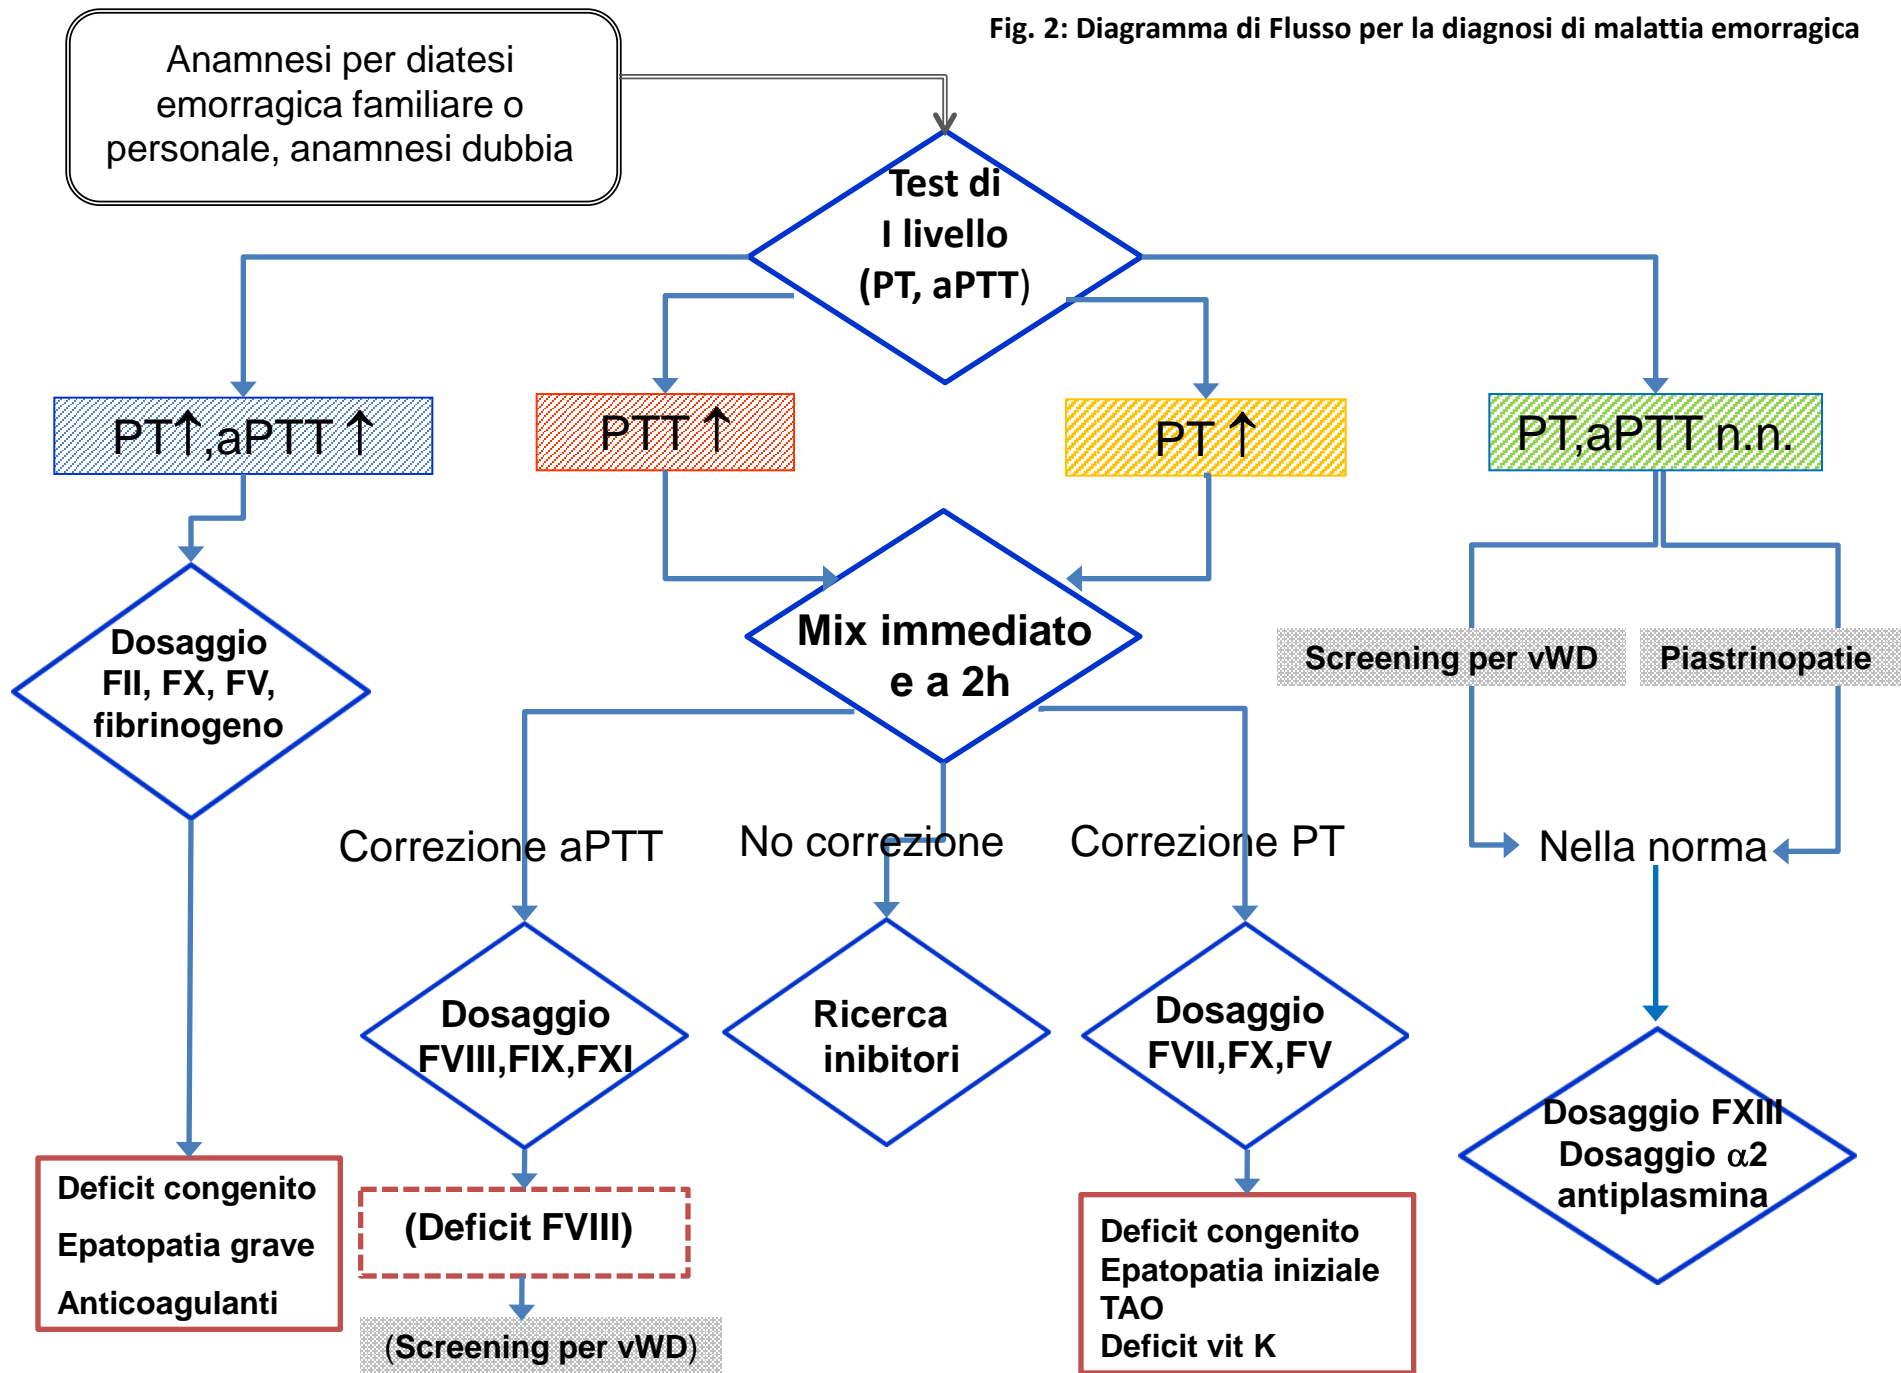 Fig. 2: Diagramma di Flusso per la diagnosi di malattia emorragica
Anamnesi per diatesi
emorragica familiare o
personale, anamnesi dubbia
Test di
I livello
(PT, aPTT)
PT↑,aPTT ↑
PTT ↑
PT ↑
PT,aPTT n.n.
Dosaggio
FII, FX, FV,
fibrinogeno
Mix immediato
e a 2h
Screening per vWD
Piastrinopatie
Correzione aPTT
No correzione
Correzione PT
Nella norma
Dosaggio
FVIII,FIX,FXI
Ricerca
inibitori
Dosaggio
FVII,FX,FV
Dosaggio FXIII
Dosaggio α2
antiplasmina
Deficit congenito
Epatopatia grave
Anticoagulanti
(Deficit FVIII)
(Screening per vWD)
Deficit congenito
Epatopatia iniziale
TAO
Deficit vit K